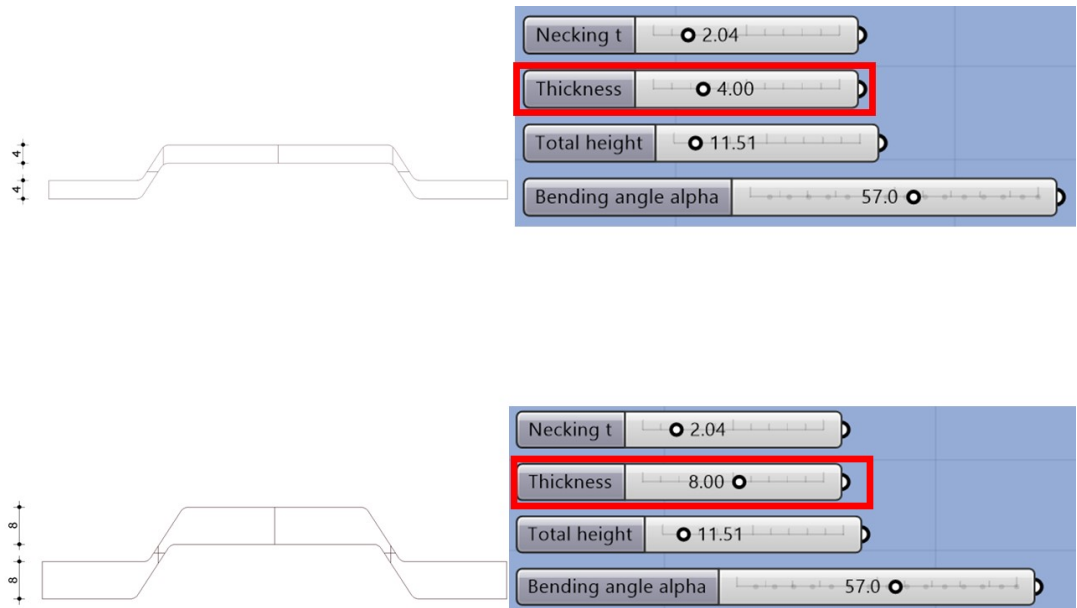 Necking t 2.04
Thickness 4.00
Total height 11.51
Bending angle alpha 57.0
4
4
Necking t 2.04
Thickness 8.00
Total height 11.51
Bending angle alpha 57.0
8
8